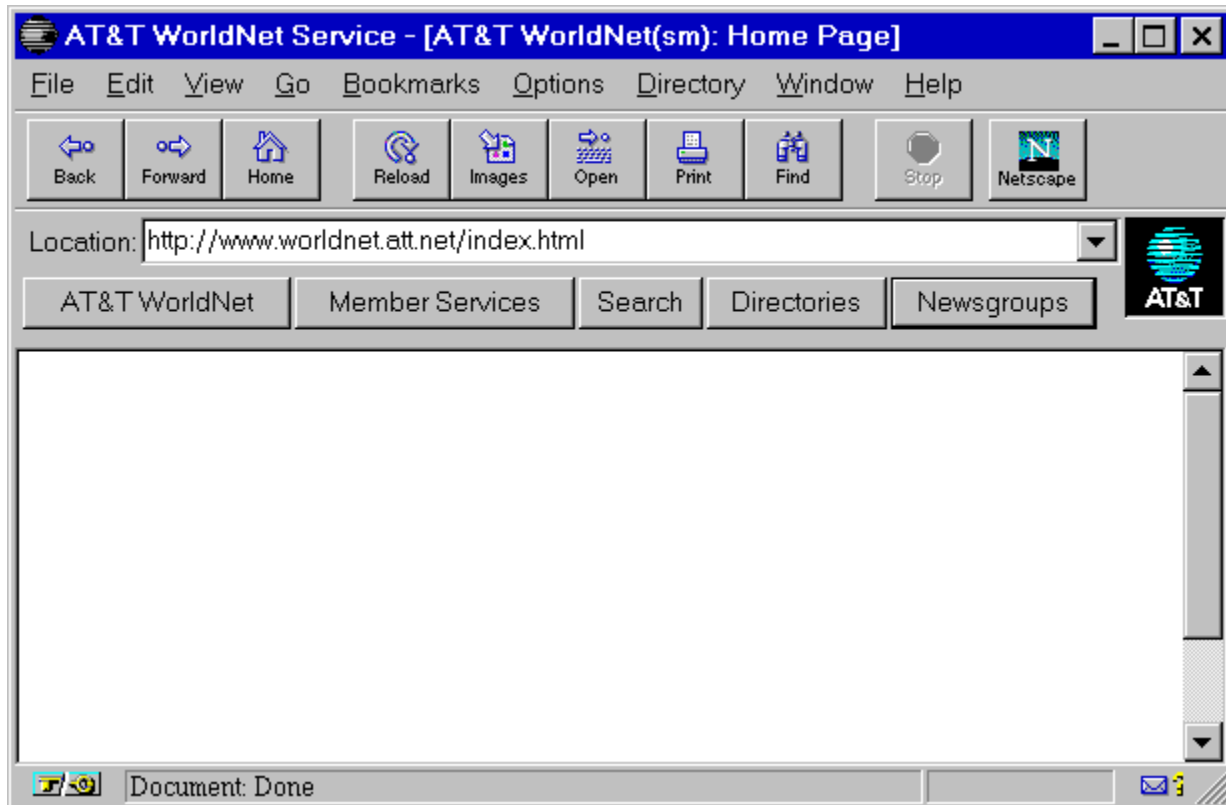 AT&T WorldNet Service - [AT&T WorldNet(sm): Home Page]
File Edit View Go Bookmarks Options Directory Window Help
Back Forward Home Reload Images Open Print Find Stop N Netscape
Location: http://www.worldnet.att.net/index.html
AT&T WorldNet Member Services Search Directories Newsgroups AT&T
Document: Done